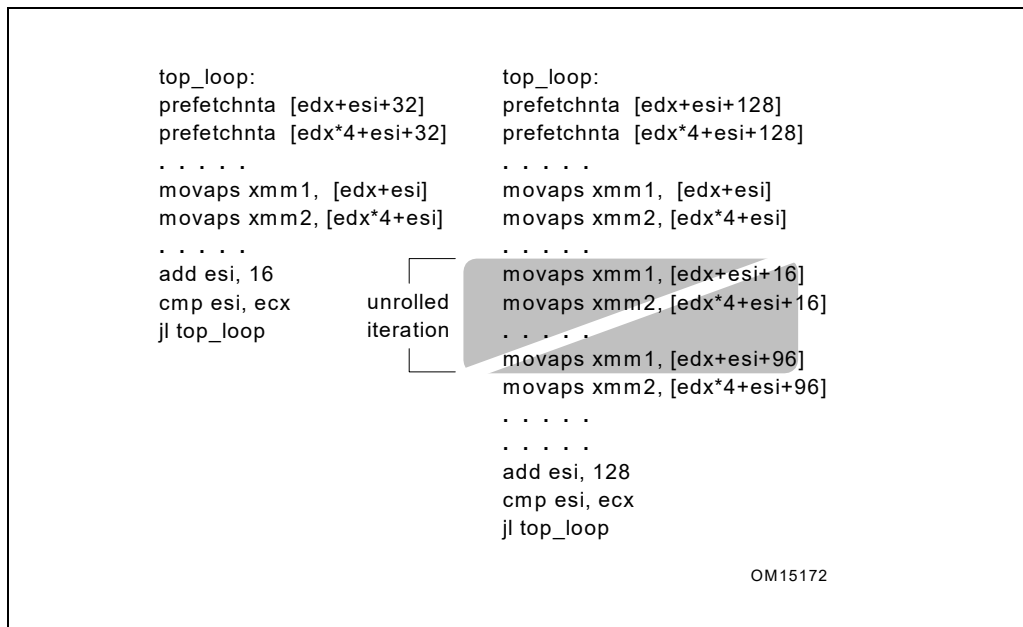 top_loop:
prefetchnta [edx+esi+32]
prefetchnta [edx*4+esi+32]
. . . . .
movaps xmm1, [edx+esi]
movaps xmm2, [edx*4+esi]
. . . . .
add esi, 16
cmp esi, ecx
jl top_loop
unrolled
iteration
top_loop:
prefetchnta [edx+esi+128]
prefetchnta [edx*4+esi+128]
. . . . .
movaps xmm1, [edx+esi]
movaps xmm2, [edx*4+esi]
. . . . .
movaps xmm1, [edx+esi+16]
movaps xmm2, [edx*4+esi+16]
. . . . .
movaps xmm1, [edx+esi+96]
movaps xmm2, [edx*4+esi+96]
. . . . .
. . . . .
add esi, 128
cmp esi, ecx
jl top_loop
OM15172